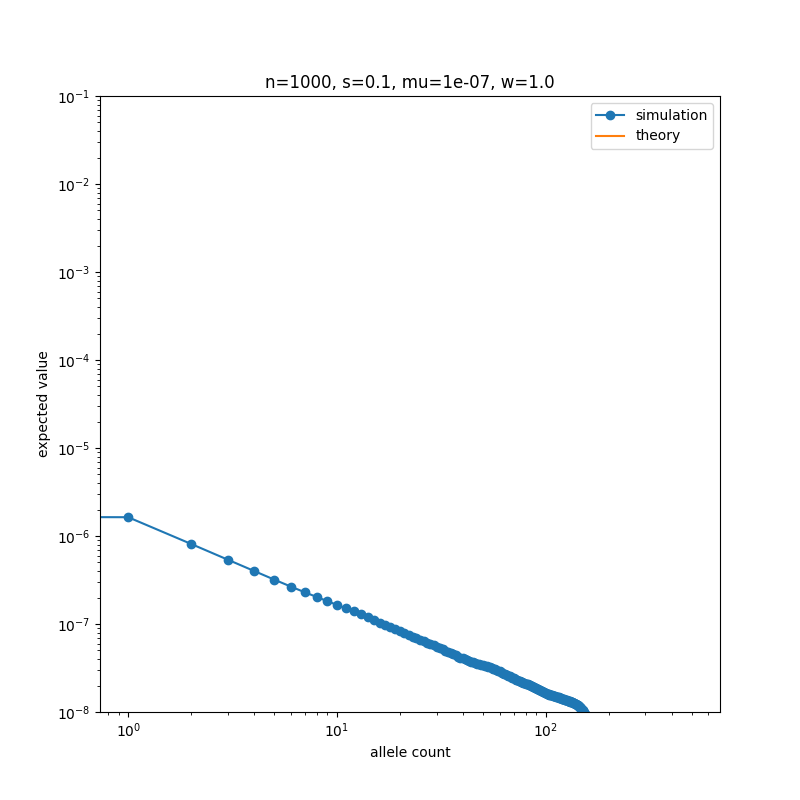 n=1000, s=0.1, mu=1e-07, w=1.0
simulation
theory
10⁻¹
10⁻²
10⁻³
10⁻⁴
10⁻⁵
10⁻⁶
10⁻⁷
10⁻⁸
expected value
10⁰ 10¹ 10²
allele count